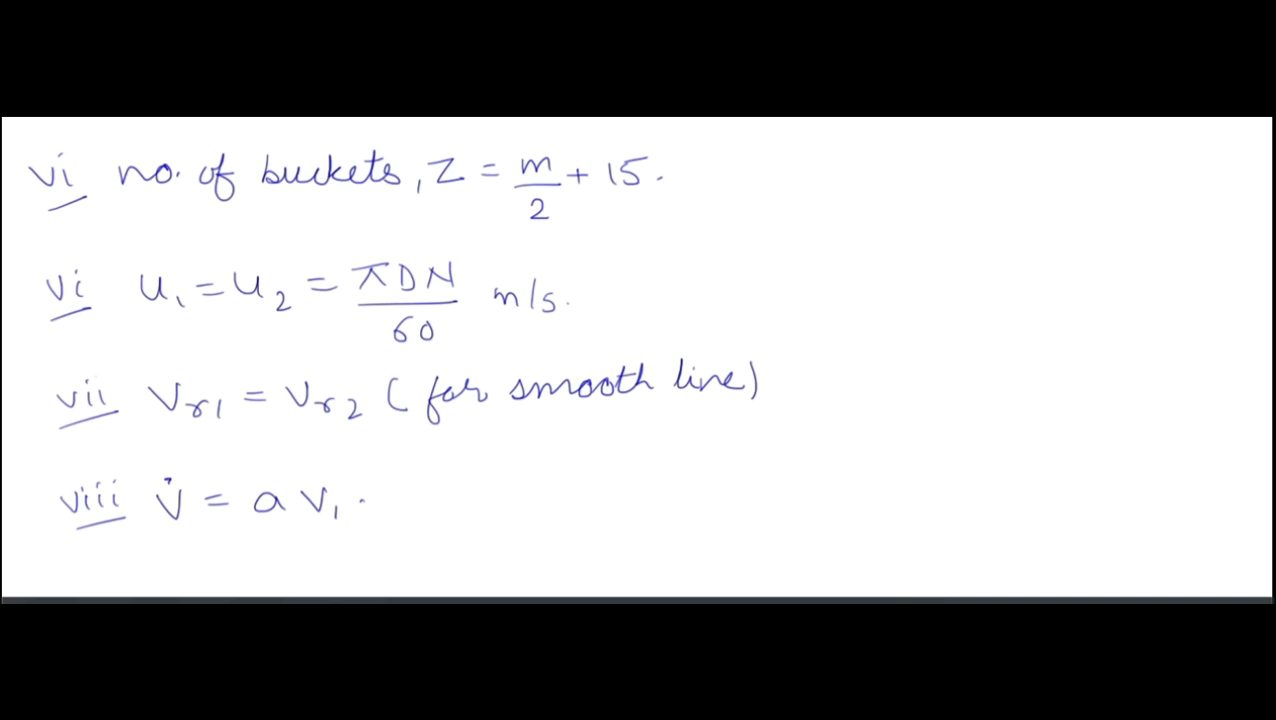 vi no. of buckets, Z = m/2 + 15.
vi u₁ = u₂ = πDN/60 m/s.
vii Vr1 = Vr2 (for smooth line)
viii V̇ = a V₁.